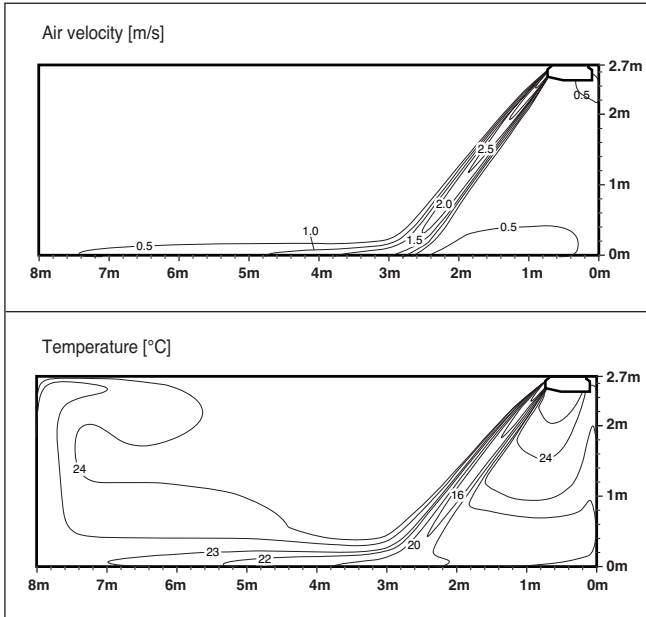 Air velocity [m/s]
2.7m
0.5
2m
2.5
1m
2.0
1.0
0.5
1.5
0.5
0m
8m 7m 6m 5m 4m 3m 2m 1m 0m
Temperature [°C]
2.7m
2m
24
24
1m
16
23
20
22
0m
8m 7m 6m 5m 4m 3m 2m 1m 0m